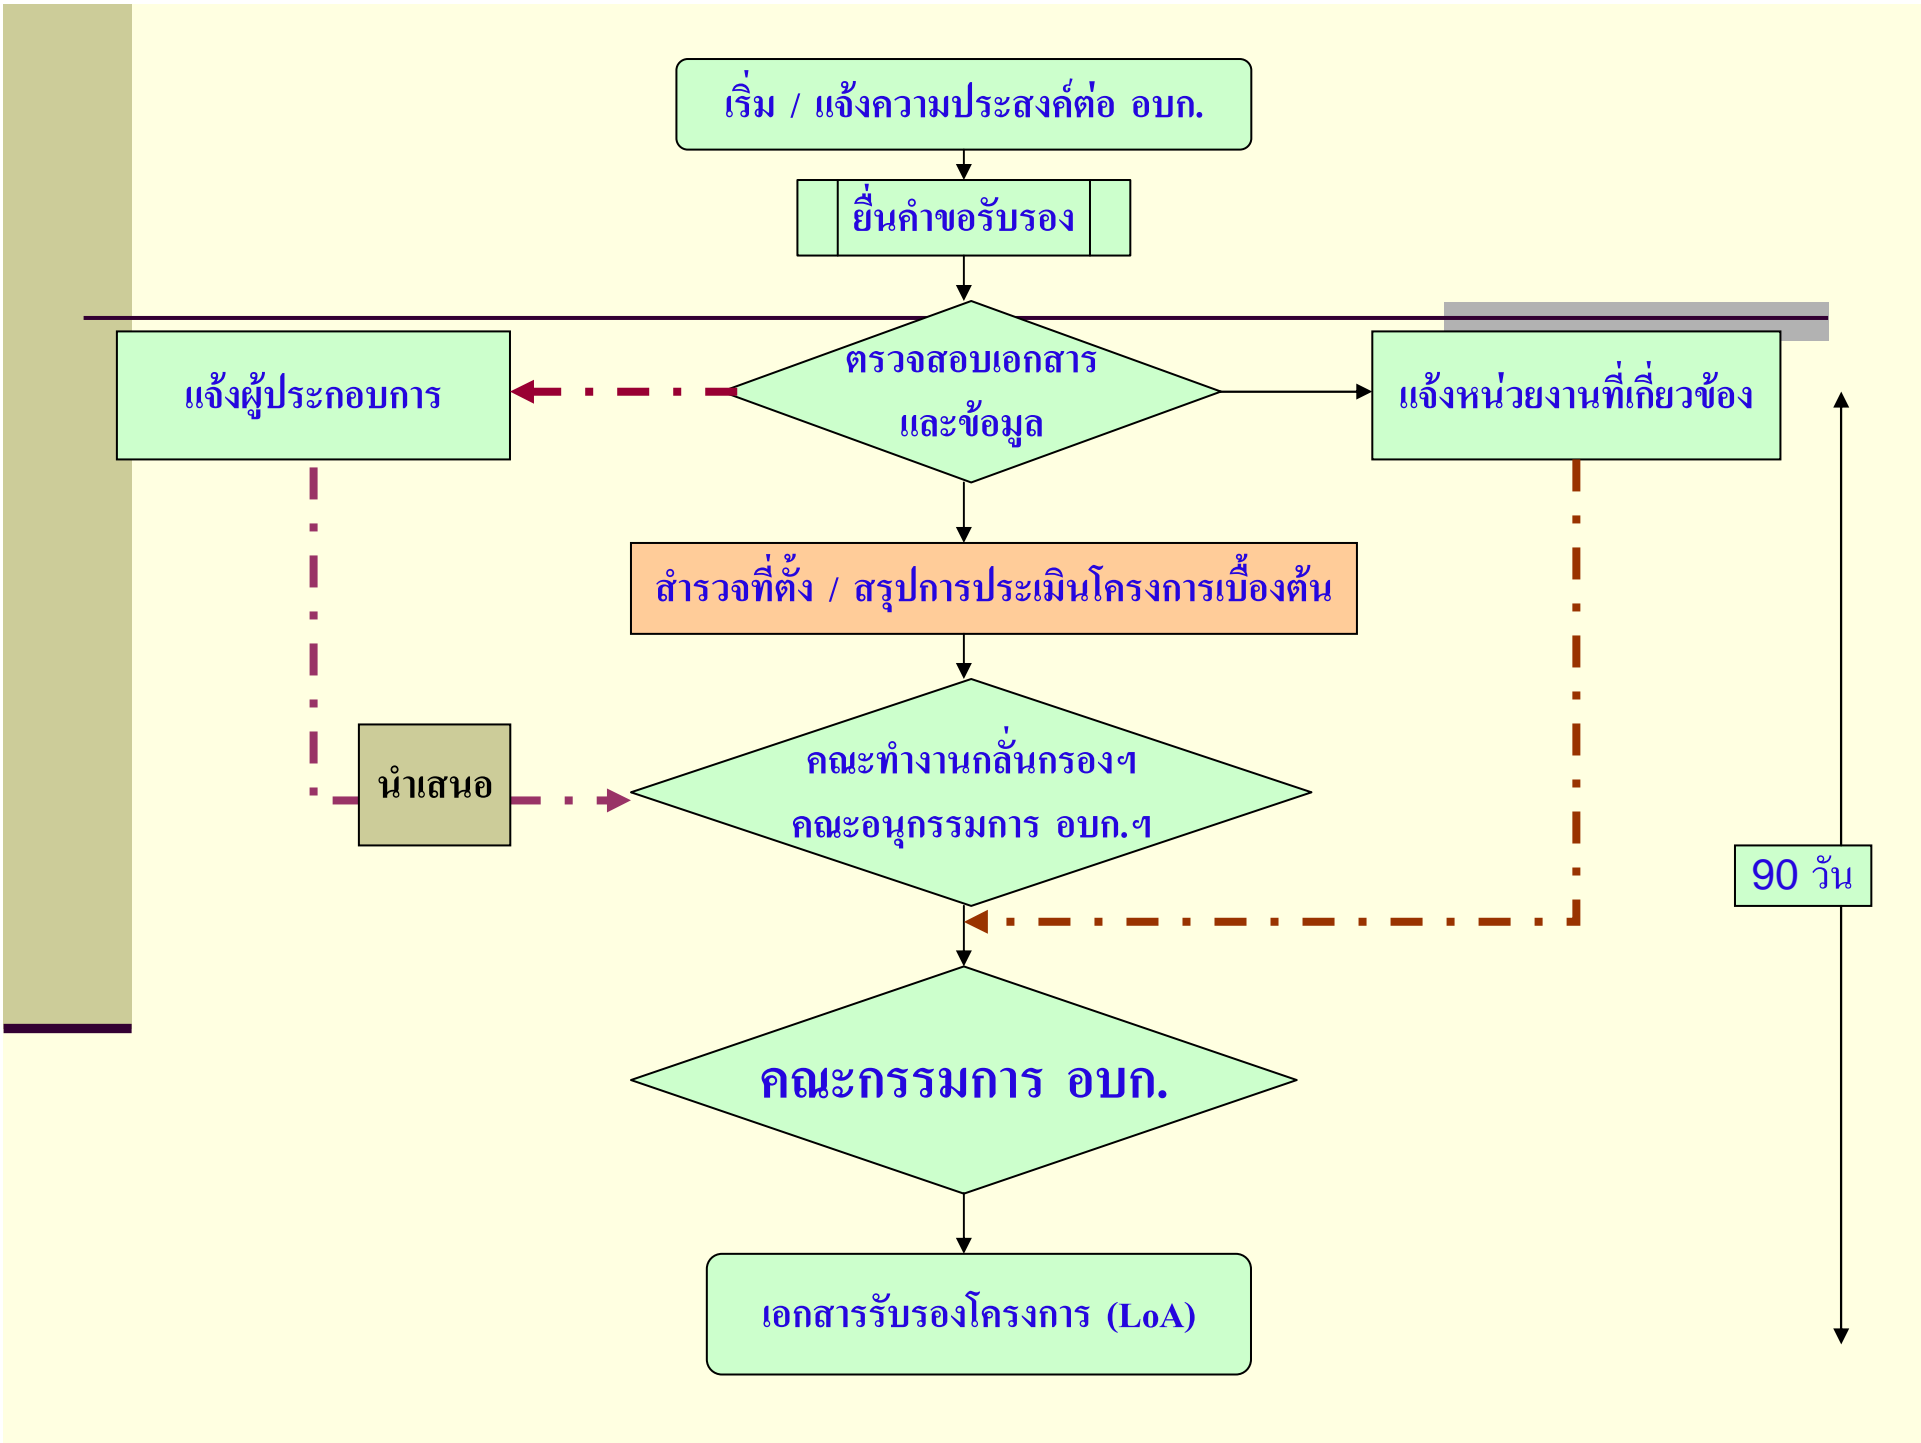 เริ่ม / แจ้งความประสงค์ต่อ อบก.
ยื่นคำขอรับรอง
ตรวจสอบเอกสาร
และข้อมูล
แจ้งผู้ประกอบการ
แจ้งหน่วยงานที่เกี่ยวข้อง
สำรวจที่ตั้ง / สรุปการประเมินโครงการเบื้องต้น
คณะทำงานกลั่นกรองฯ
คณะอนุกรรมการ อบก.ฯ
นำเสนอ
90 วัน
คณะกรรมการ อบก.
เอกสารรับรองโครงการ (LoA)